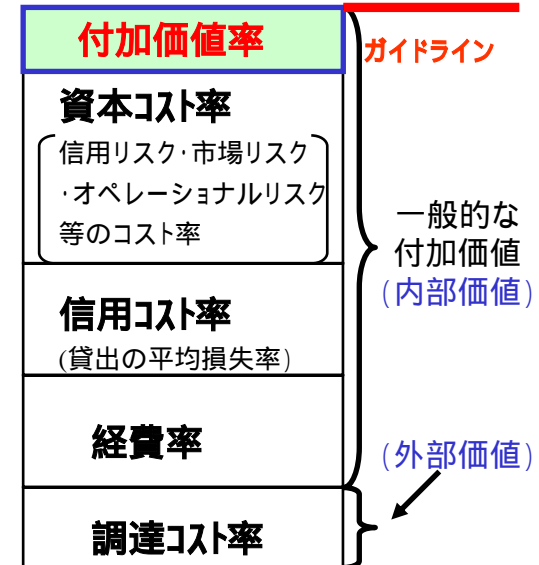 付加価値率
ガイドライン
資本コスト率
信用リスク・市場リスク
・オペレーショナルリスク
等のコスト率
一般的な
付加価値
(内部価値)
信用コスト率
(貸出の平均損失率)
経費率
(外部価値)
調達コスト率